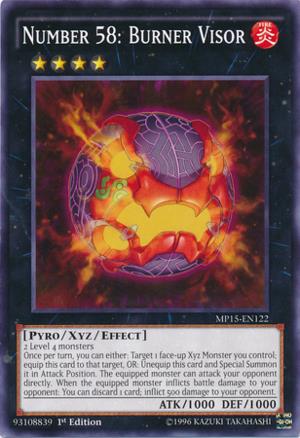 NUMBER 58: BURNER VISOR
FIRE
炎
58
MP15-EN122
[PYRO/XYZ/EFFECT]
2 Level 4 monsters
Once per turn, you can either: Target 1 face-up Xyz Monster you control;
equip this card to that target, OR: Unequip this card and Special Summon
it in Attack Position. The equipped monster can attack your opponent
directly. When the equipped monster inflicts battle damage to your
opponent: You can discard 1 card; inflict 500 damage to your opponent.
ATK/1000 DEF/1000
93108839 1st Edition ©1996 KAZUKI TAKAHASHI